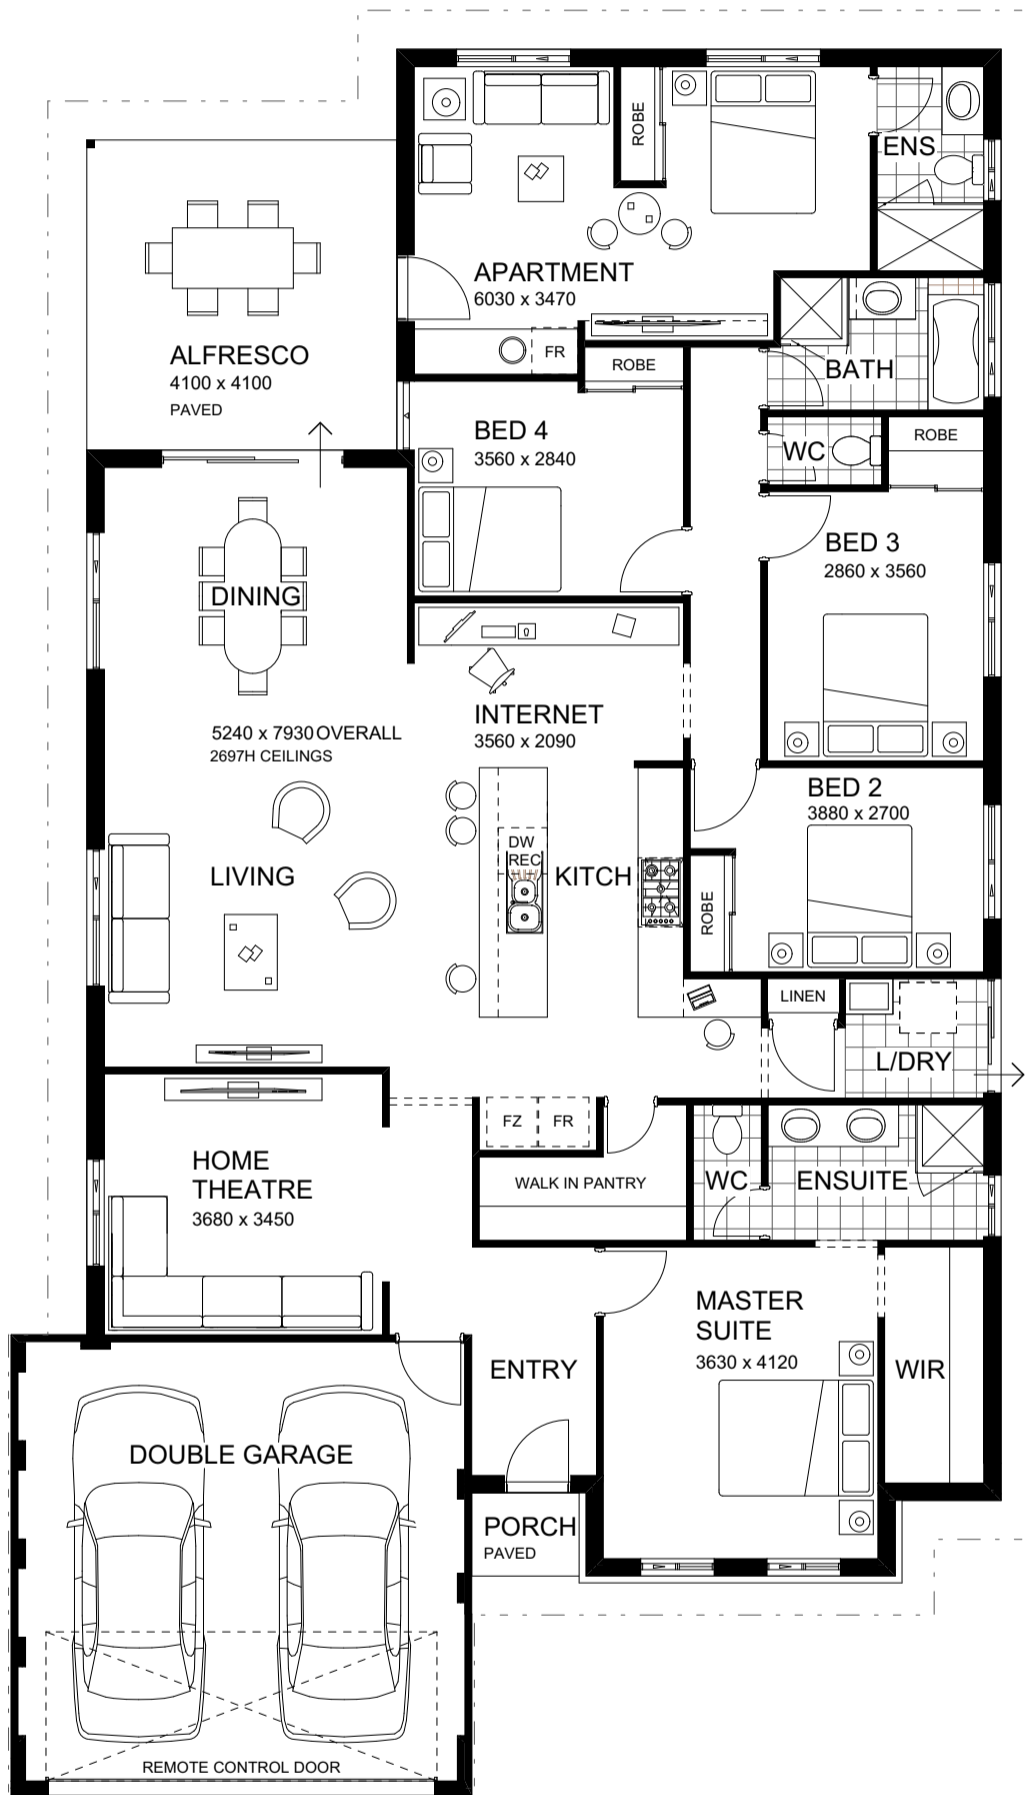 ROBE
ENS
APARTMENT
6030 x 3470
FR
ROBE
ALFRESCO
4100 x 4100
PAVED
BATH
BED 4
3560 x 2840
WC
ROBE
BED 3
2860 x 3560
DINING
INTERNET
3560 x 2090
5240 x 7930 OVERALL
2697H CEILINGS
BED 2
3880 x 2700
DW
REC
LIVING
KITCH
ROBE
LINEN
L/DRY
FZ
FR
HOME
THEATRE
3680 x 3450
WALK IN PANTRY
WC
ENSUITE
MASTER
SUITE
3630 x 4120
ENTRY
WIR
DOUBLE GARAGE
PORCH
PAVED
REMOTE CONTROL DOOR